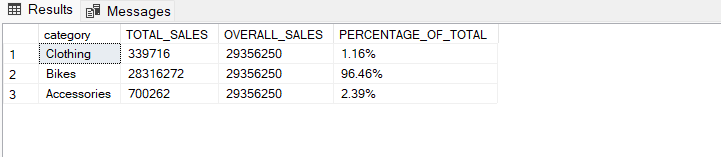 Results Messages
category TOTAL_SALES OVERALL_SALES PERCENTAGE_OF_TOTAL
1 Clothing 339716 29356250 1.16%
2 Bikes 28316272 29356250 96.46%
3 Accessories 700262 29356250 2.39%